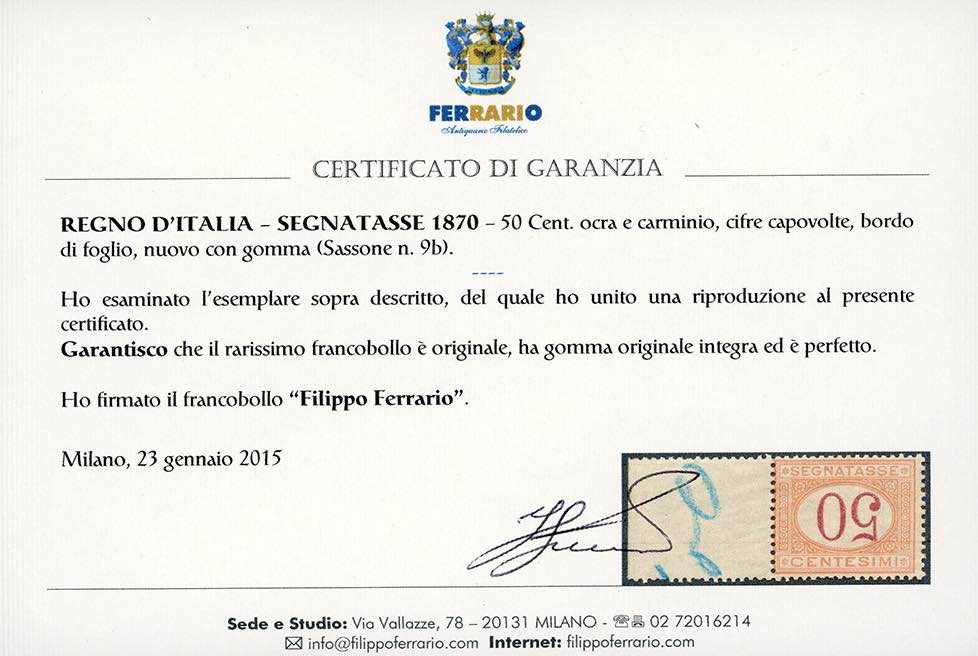 FERRARIO
Antiquario Filatelico
CERTIFICATO DI GARANZIA
REGNO D'ITALIA – SEGNATASSE 1870 – 50 Cent. ocra e carminio, cifre capovolte, bordo
di foglio, nuovo con gomma (Sassone n. 9b).
----
Ho esaminato l'esemplare sopra descritto, del quale ho unito una riproduzione al presente
certificato.
Garantisco che il rarissimo francobollo è originale, ha gomma originale integra ed è perfetto.
Ho firmato il francobollo "Filippo Ferrario".
Milano, 23 gennaio 2015
SEGNATASSE
50
CENTESIMI
Sede e Studio: Via Vallazze, 78 – 20131 MILANO - ☎ 02 72016214
✉ info@filippoferrario.com Internet: filippoferrario.com